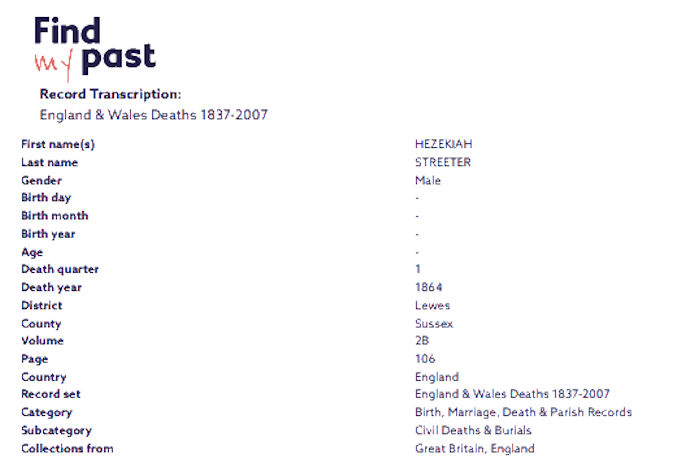 Find
my past
Record Transcription:
England & Wales Deaths 1837-2007
First name(s) HEZEKIAH
Last name STREETER
Gender Male
Birth day -
Birth month -
Birth year -
Age -
Death quarter 1
Death year 1864
District Lewes
County Sussex
Volume 2B
Page 106
Country England
Record set England & Wales Deaths 1837-2007
Category Birth, Marriage, Death & Parish Records
Subcategory Civil Deaths & Burials
Collections from Great Britain, England